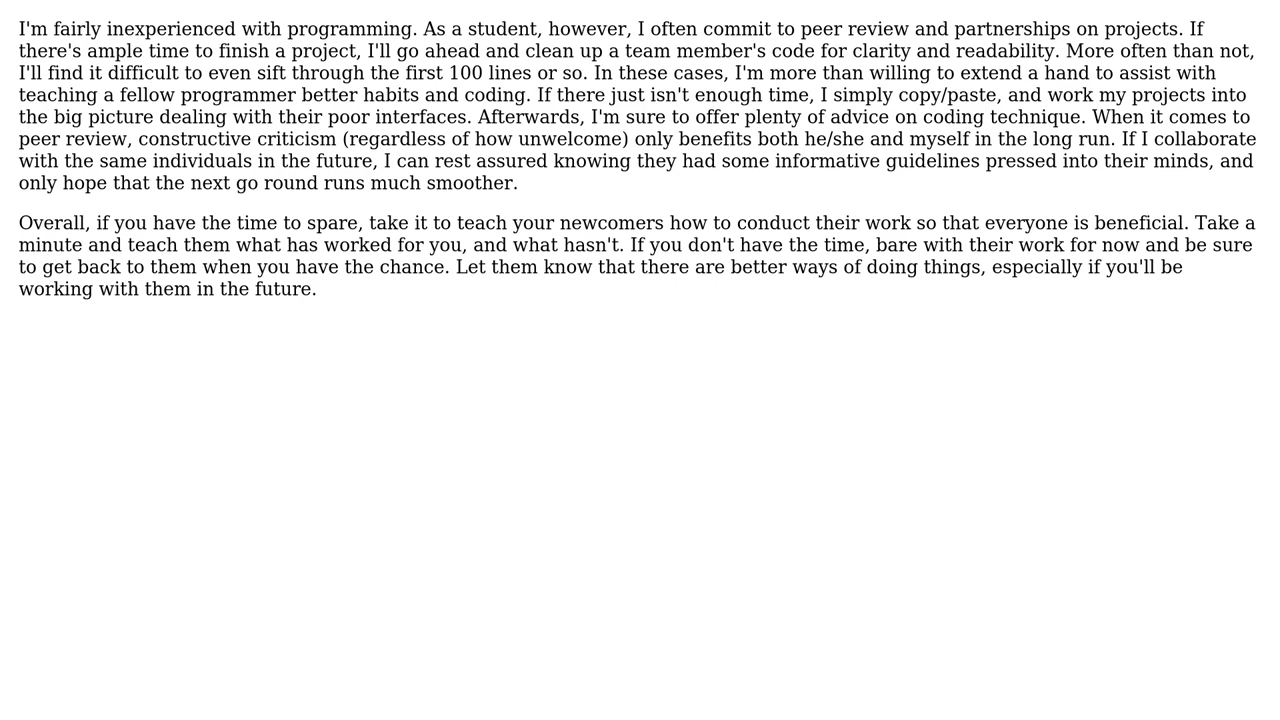 I'm fairly inexperienced with programming. As a student, however, I often commit to peer review and partnerships on projects. If
there's ample time to finish a project, I'll go ahead and clean up a team member's code for clarity and readability. More often than not,
I'll find it difficult to even sift through the first 100 lines or so. In these cases, I'm more than willing to extend a hand to assist with
teaching a fellow programmer better habits and coding. If there just isn't enough time, I simply copy/paste, and work my projects into
the big picture dealing with their poor interfaces. Afterwards, I'm sure to offer plenty of advice on coding technique. When it comes to
peer review, constructive criticism (regardless of how unwelcome) only benefits both he/she and myself in the long run. If I collaborate
with the same individuals in the future, I can rest assured knowing they had some informative guidelines pressed into their minds, and
only hope that the next go round runs much smoother.
Overall, if you have the time to spare, take it to teach your newcomers how to conduct their work so that everyone is beneficial. Take a
minute and teach them what has worked for you, and what hasn't. If you don't have the time, bare with their work for now and be sure
to get back to them when you have the chance. Let them know that there are better ways of doing things, especially if you'll be
working with them in the future.